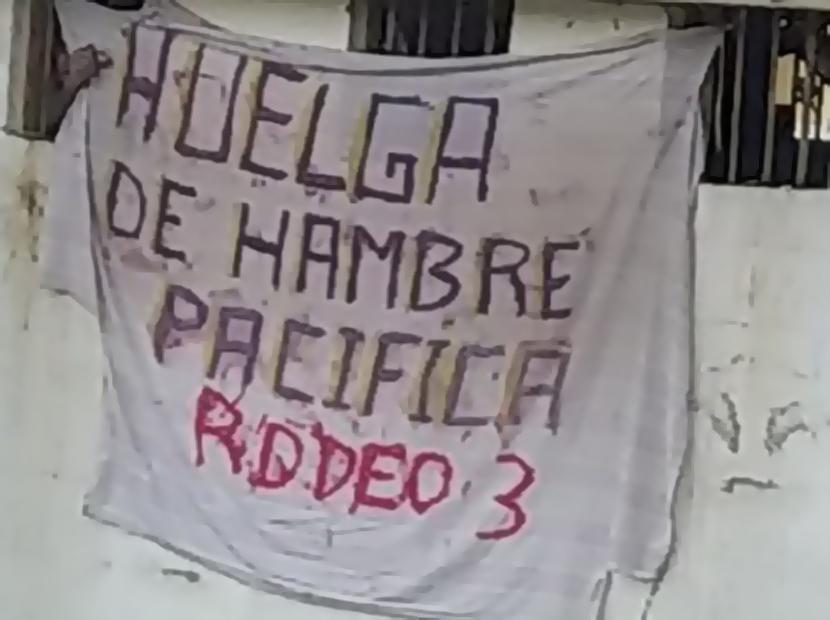 HUELGA
DE HAMBRE
PACIFICA
RODEO 3